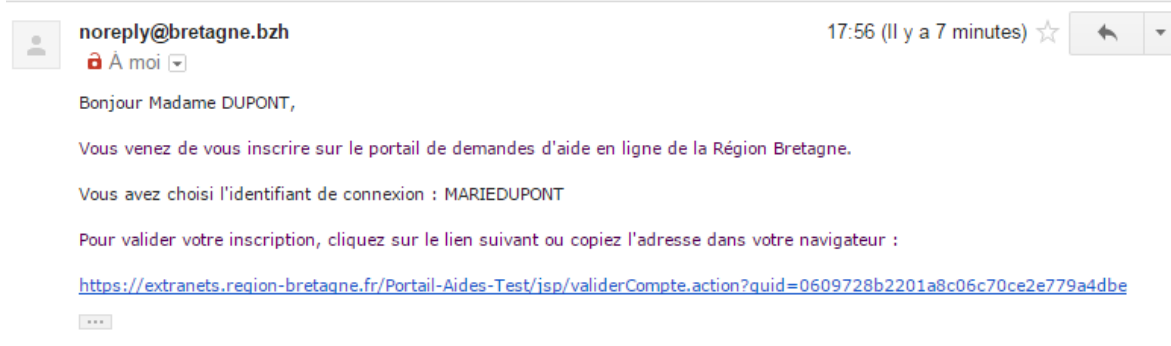 noreply@bretagne.bzh 17:56 (Il y a 7 minutes)
À moi
Bonjour Madame DUPONT,
Vous venez de vous inscrire sur le portail de demandes d'aide en ligne de la Région Bretagne.
Vous avez choisi l'identifiant de connexion : MARIEDUPONT
Pour valider votre inscription, cliquez sur le lien suivant ou copiez l'adresse dans votre navigateur :
https://extranets.region-bretagne.fr/Portail-Aides-Test/jsp/validerCompte.action?guid=0609728b2201a8c06c70ce2e779a4dbe